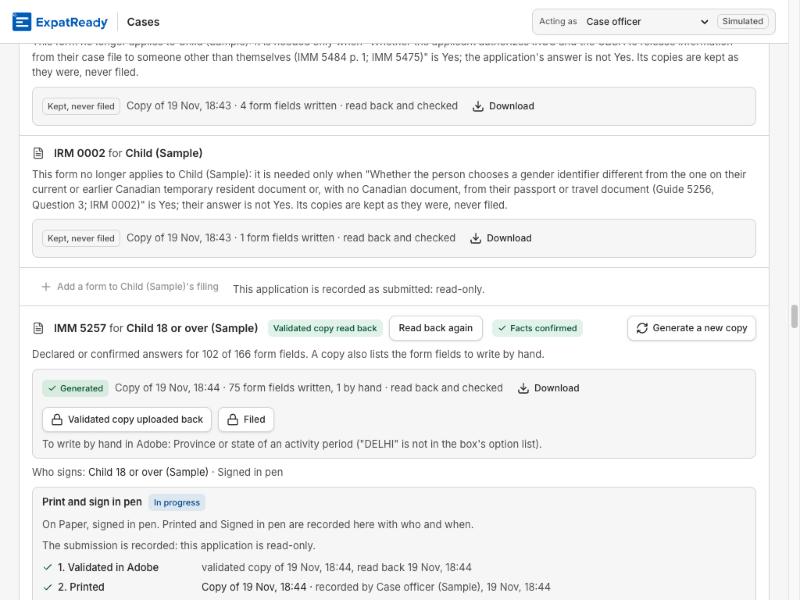 ExpatReady
Cases
Acting as Case officer Simulated
from their case file to someone other than themselves (IMM 5484 p. 1; IMM 5475)" is Yes; the application's answer is not Yes. Its copies are kept as
they were, never filed.
Kept, never filed Copy of 19 Nov, 18:43 · 4 form fields written · read back and checked Download
IRM 0002 for Child (Sample)
This form no longer applies to Child (Sample): it is needed only when "Whether the person chooses a gender identifier different from the one on their
current or earlier Canadian temporary resident document or, with no Canadian document, from their passport or travel document (Guide 5256,
Question 3; IRM 0002)" is Yes; their answer is not Yes. Its copies are kept as they were, never filed.
Kept, never filed Copy of 19 Nov, 18:43 · 1 form fields written · read back and checked Download
+ Add a form to Child (Sample)'s filing This application is recorded as submitted: read-only.
IMM 5257 for Child 18 or over (Sample) Validated copy read back Read back again ✓ Facts confirmed Generate a new copy
Declared or confirmed answers for 102 of 166 form fields. A copy also lists the form fields to write by hand.
✓ Generated Copy of 19 Nov, 18:44 · 75 form fields written, 1 by hand · read back and checked Download
Validated copy uploaded back Filed
To write by hand in Adobe: Province or state of an activity period ("DELHI" is not in the box's option list).
Who signs: Child 18 or over (Sample) · Signed in pen
Print and sign in pen In progress
On Paper, signed in pen. Printed and Signed in pen are recorded here with who and when.
The submission is recorded: this application is read-only.
✓ 1. Validated in Adobe validated copy of 19 Nov, 18:44, read back 19 Nov, 18:44
✓ 2. Printed Copy of 19 Nov, 18:44 · recorded by Case officer (Sample), 19 Nov, 18:44